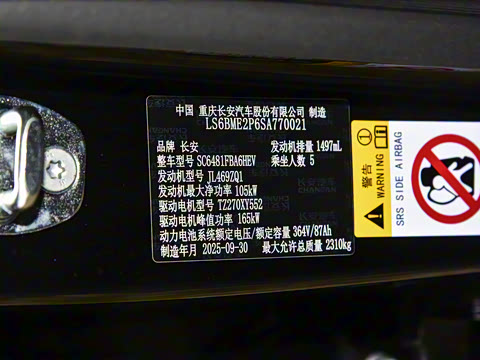 中国 重庆长安汽车股份有限公司 制造
LS6BME2P6SA770021
品牌 长安 发动机排量 1497mL
整车型号 SC6481FBA6HEV 乘坐人数 5
发动机型号 JL469ZQ1
发动机最大净功率 105kW
驱动电机型号 TZ270XY552
驱动电机峰值功率 165kW
动力电池系统额定电压/额定容量 364V/87Ah
制造年月 2025-09-30 最大允许总质量 2310kg
警告
WARNING
SRS SIDE AIRBAG